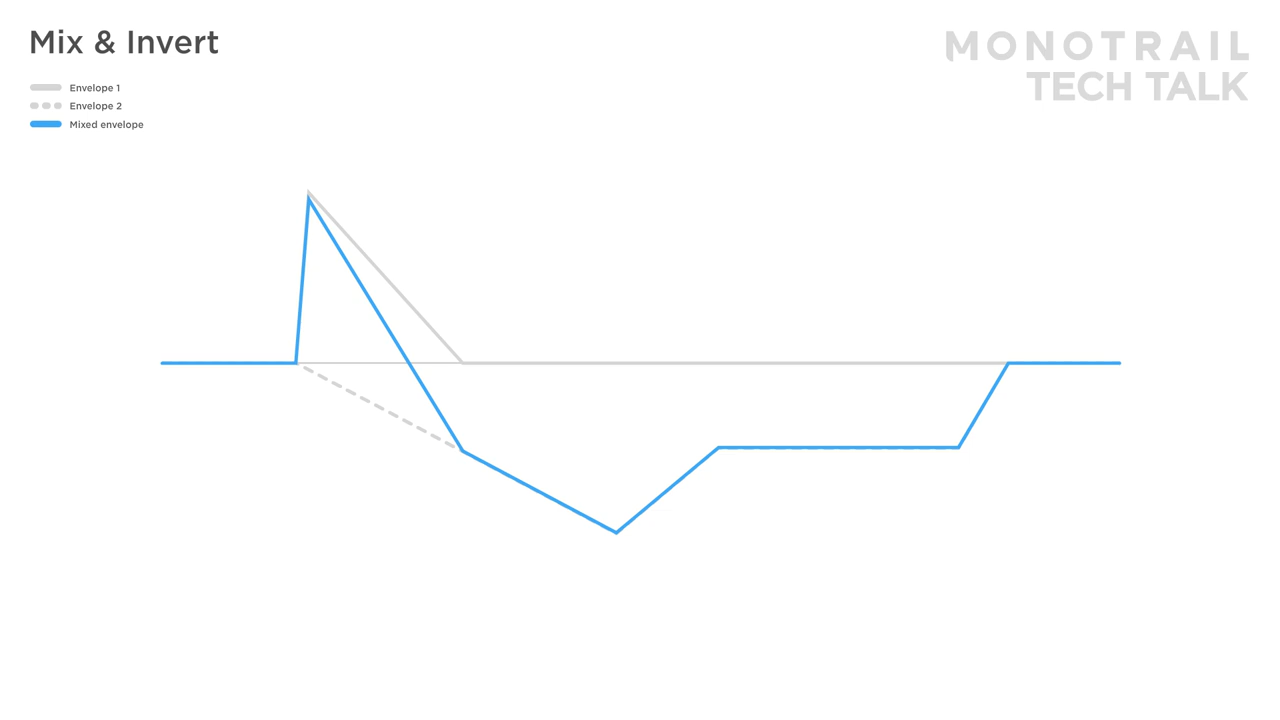 Mix & Invert
MONOTRAIL
TECH TALK
Envelope 1
Envelope 2
Mixed envelope